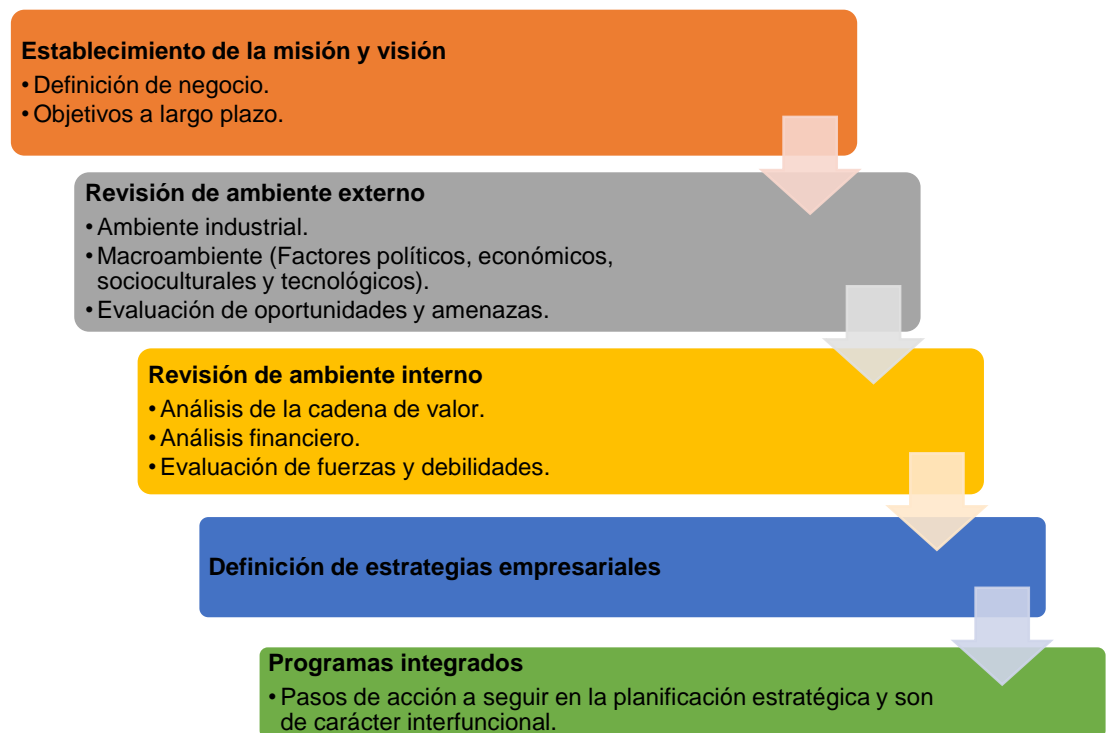 Establecimiento de la misión y visión
• Definición de negocio.
• Objetivos a largo plazo.
Revisión de ambiente externo
• Ambiente industrial.
• Macroambiente (Factores políticos, económicos,
socioculturales y tecnológicos).
• Evaluación de oportunidades y amenazas.
Revisión de ambiente interno
• Análisis de la cadena de valor.
• Análisis financiero.
• Evaluación de fuerzas y debilidades.
Definición de estrategias empresariales
Programas integrados
• Pasos de acción a seguir en la planificación estratégica y son
de carácter interfuncional.